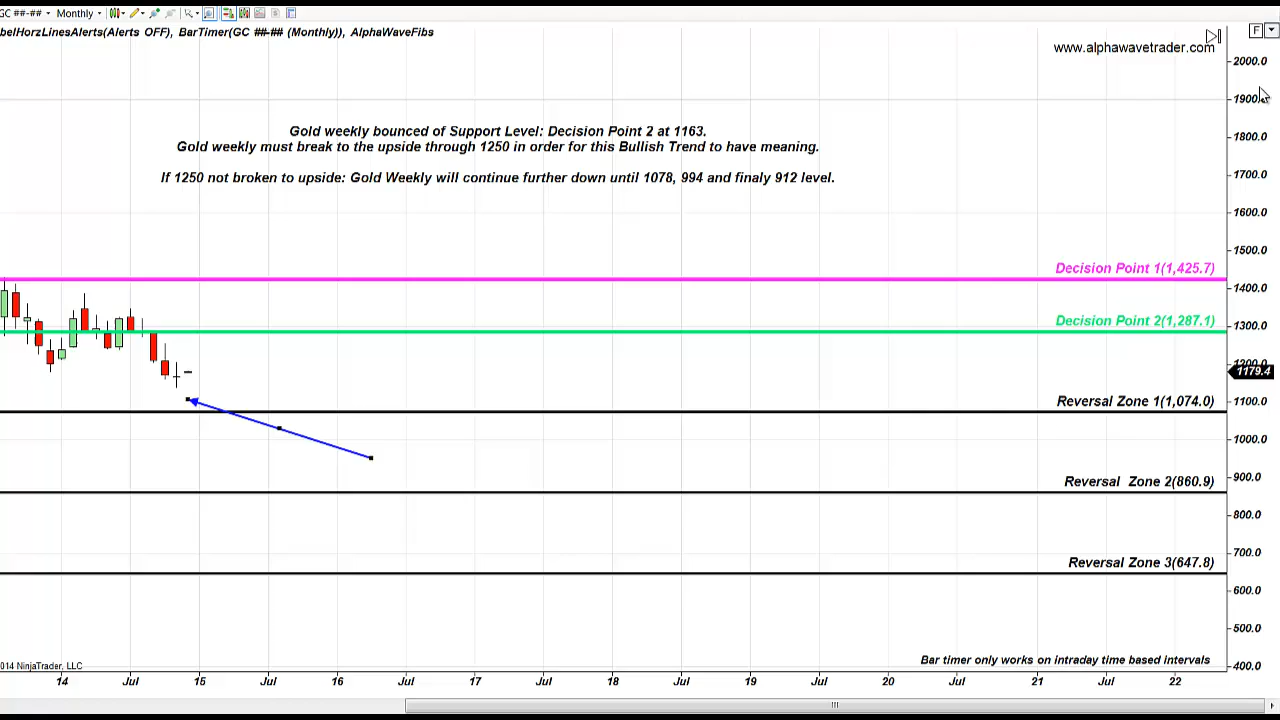 GC ##-## Monthly
belHorzLinesAlerts(Alerts OFF), BarTimer(GC ##-## (Monthly)), AlphaWaveFibs
F
www.alphawavetrader.com
2000.0
1900.0
Gold weekly bounced of Support Level: Decision Point 2 at 1163.
1800.0
Gold weekly must break to the upside through 1250 in order for this Bullish Trend to have meaning.
If 1250 not broken to upside: Gold Weekly will continue further down until 1078, 994 and finaly 912 level.
1700.0
1600.0
1500.0
Decision Point 1(1,425.7)
1400.0
Decision Point 2(1,287.1)
1300.0
1200.0
1179.4
Reversal Zone 1(1,074.0)
1100.0
1000.0
900.0
Reversal Zone 2(860.9)
800.0
700.0
Reversal Zone 3(647.8)
600.0
500.0
014 NinjaTrader, LLC
Bar timer only works on intraday time based intervals
400.0
14 Jul 15 Jul 16 Jul 17 Jul 18 Jul 19 Jul 20 Jul 21 Jul 22